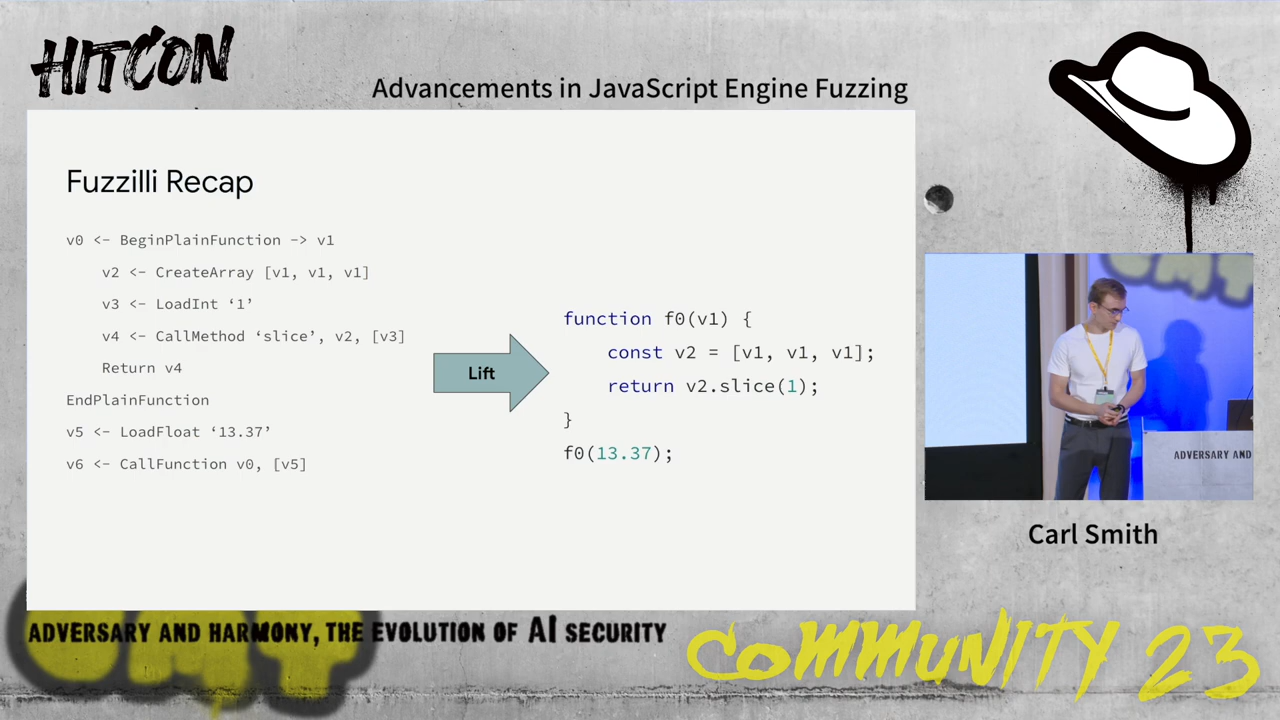 HITCON
Advancements in JavaScript Engine Fuzzing
Fuzzilli Recap
v0 <- BeginPlainFunction -> v1
    v2 <- CreateArray [v1, v1, v1]
    v3 <- LoadInt ‘1’
    v4 <- CallMethod ‘slice’, v2, [v3]
    Return v4
EndPlainFunction
v5 <- LoadFloat ‘13.37’
v6 <- CallFunction v0, [v5]
Lift
function f0(v1) {
    const v2 = [v1, v1, v1];
    return v2.slice(1);
}
f0(13.37);
ADVERSARY AND
Carl Smith
CMT
ADVERSARY AND HARMONY, THE EVOLUTION OF AI SECURITY
COMMUNITY 23